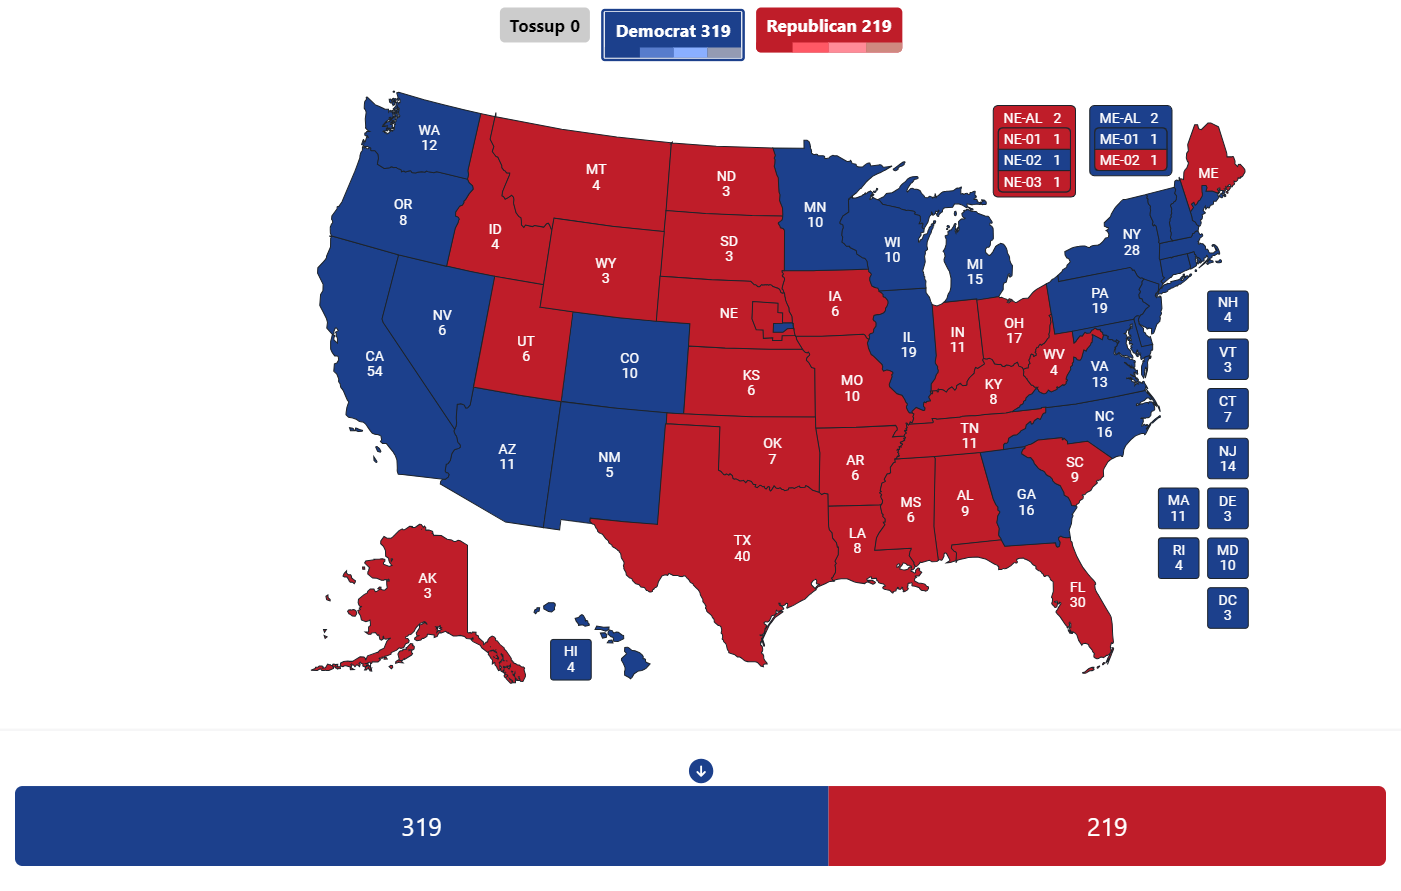 Tossup 0
Democrat 319
Republican 219
WA
12
OR
8
CA
54
NV
6
ID
4
MT
4
WY
3
UT
6
CO
10
AZ
11
NM
5
ND
3
SD
3
NE
KS
6
OK
7
TX
40
MN
10
IA
6
MO
10
AR
6
LA
8
WI
10
IL
19
MI
15
IN
11
OH
17
KY
8
TN
11
MS
6
AL
9
GA
16
FL
30
SC
9
NC
16
VA
13
WV
4
PA
19
NY
28
ME
NE-AL 2
NE-01 1
NE-02 1
NE-03 1
ME-AL 2
ME-01 1
ME-02 1
NH
4
VT
3
CT
7
NJ
14
MA
11
DE
3
RI
4
MD
10
DC
3
AK
3
HI
4
319
219